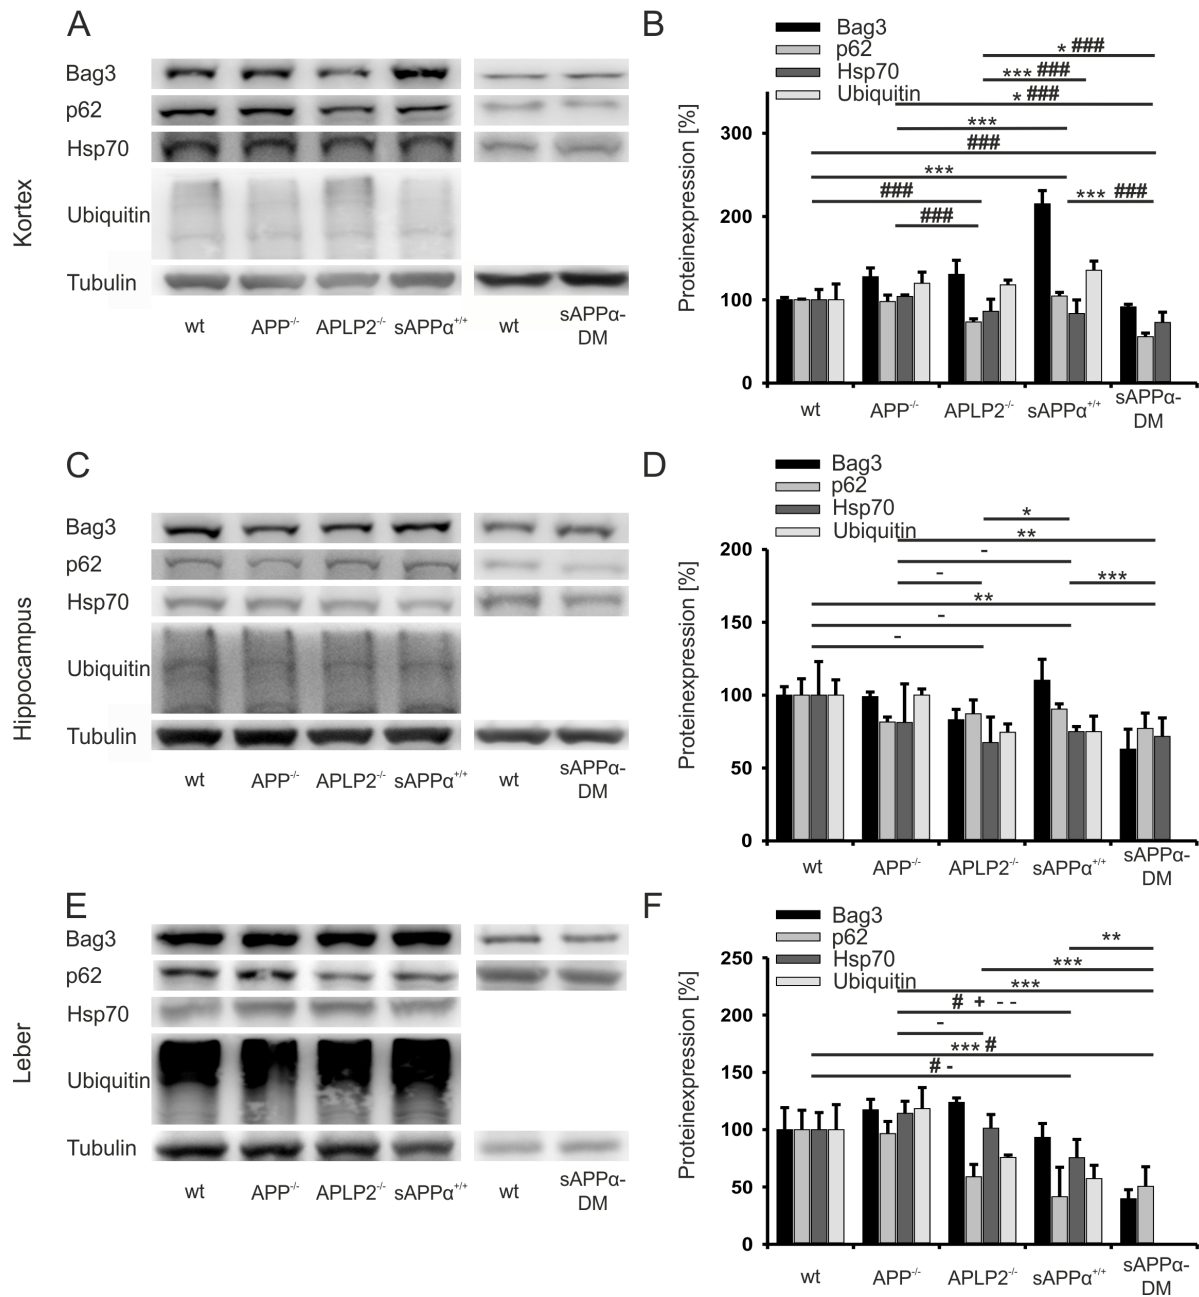 A
Kortex
Bag3
p62
Hsp70
Ubiquitin
Tubulin
wt APP-/- APLP2-/- sAPPα+/+ wt sAPPα-
DM
B
Bag3
p62
Hsp70
Ubiquitin
* ###
*** ###
* ###
***
###
***
###
*** ###
###
Proteinexpression [%]
300
200
100
0
wt APP-/- APLP2-/- sAPPα+/+ sAPPα-
DM
C
Hippocampus
Bag3
p62
Hsp70
Ubiquitin
Tubulin
wt APP-/- APLP2-/- sAPPα+/+ wt sAPPα-
DM
D
Bag3
p62
Hsp70
Ubiquitin
*
**
-
-
***
**
-
-
Proteinexpression [%]
200
150
100
50
0
wt APP-/- APLP2-/- sAPPα+/+ sAPPα-
DM
E
Leber
Bag3
p62
Hsp70
Ubiquitin
Tubulin
wt APP-/- APLP2-/- sAPPα+/+ wt sAPPα-
DM
F
Bag3
p62
Hsp70
Ubiquitin
**
***
***
# + - -
-
*** #
# -
Proteinexpression [%]
250
200
150
100
50
0
wt APP-/- APLP2-/- sAPPα+/+ sAPPα-
DM